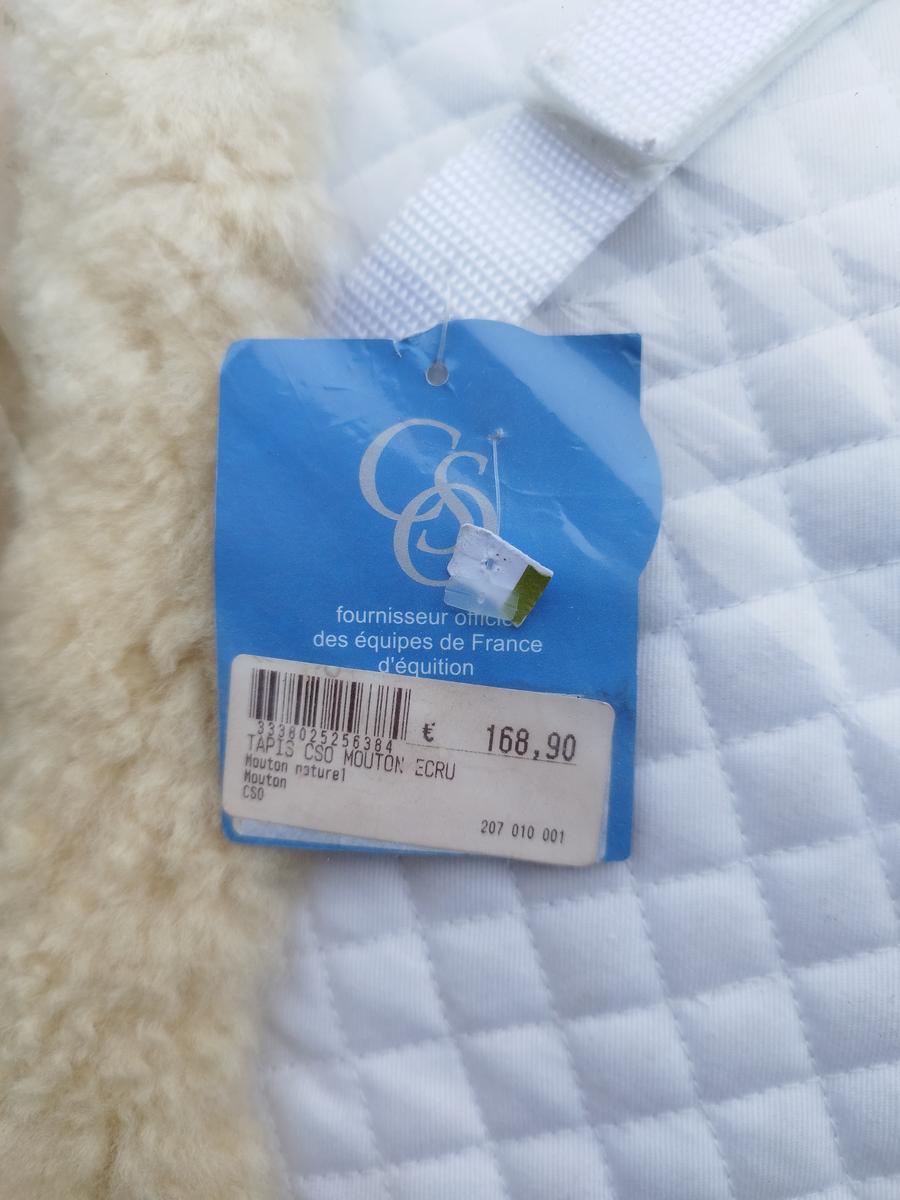 CSO
fournisseur officiel
des équipes de France
d'équition
3338025256384
€ 168,90
TAPIS CSO MOUTON ECRU
Mouton naturel
Mouton
CSO
207 010 001